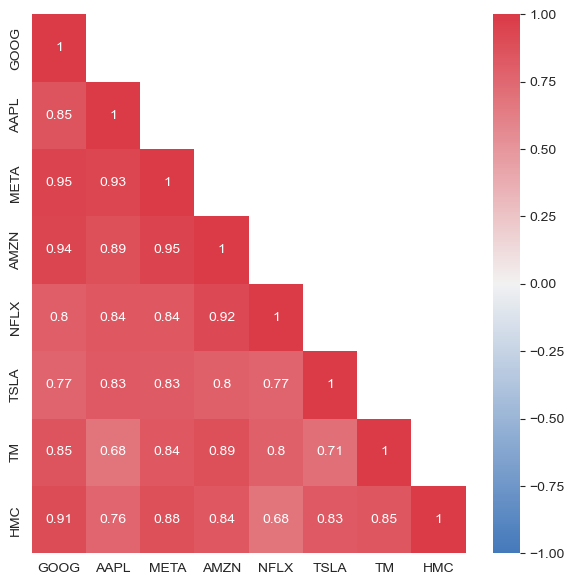 GOOG 1
AAPL 0.85 1
META 0.95 0.93 1
AMZN 0.94 0.89 0.95 1
NFLX 0.8 0.84 0.84 0.92 1
TSLA 0.77 0.83 0.83 0.8 0.77 1
TM 0.85 0.68 0.84 0.89 0.8 0.71 1
HMC 0.91 0.76 0.88 0.84 0.68 0.83 0.85 1
GOOG AAPL META AMZN NFLX TSLA TM HMC
1.00
0.75
0.50
0.25
0.00
−0.25
−0.50
−0.75
−1.00